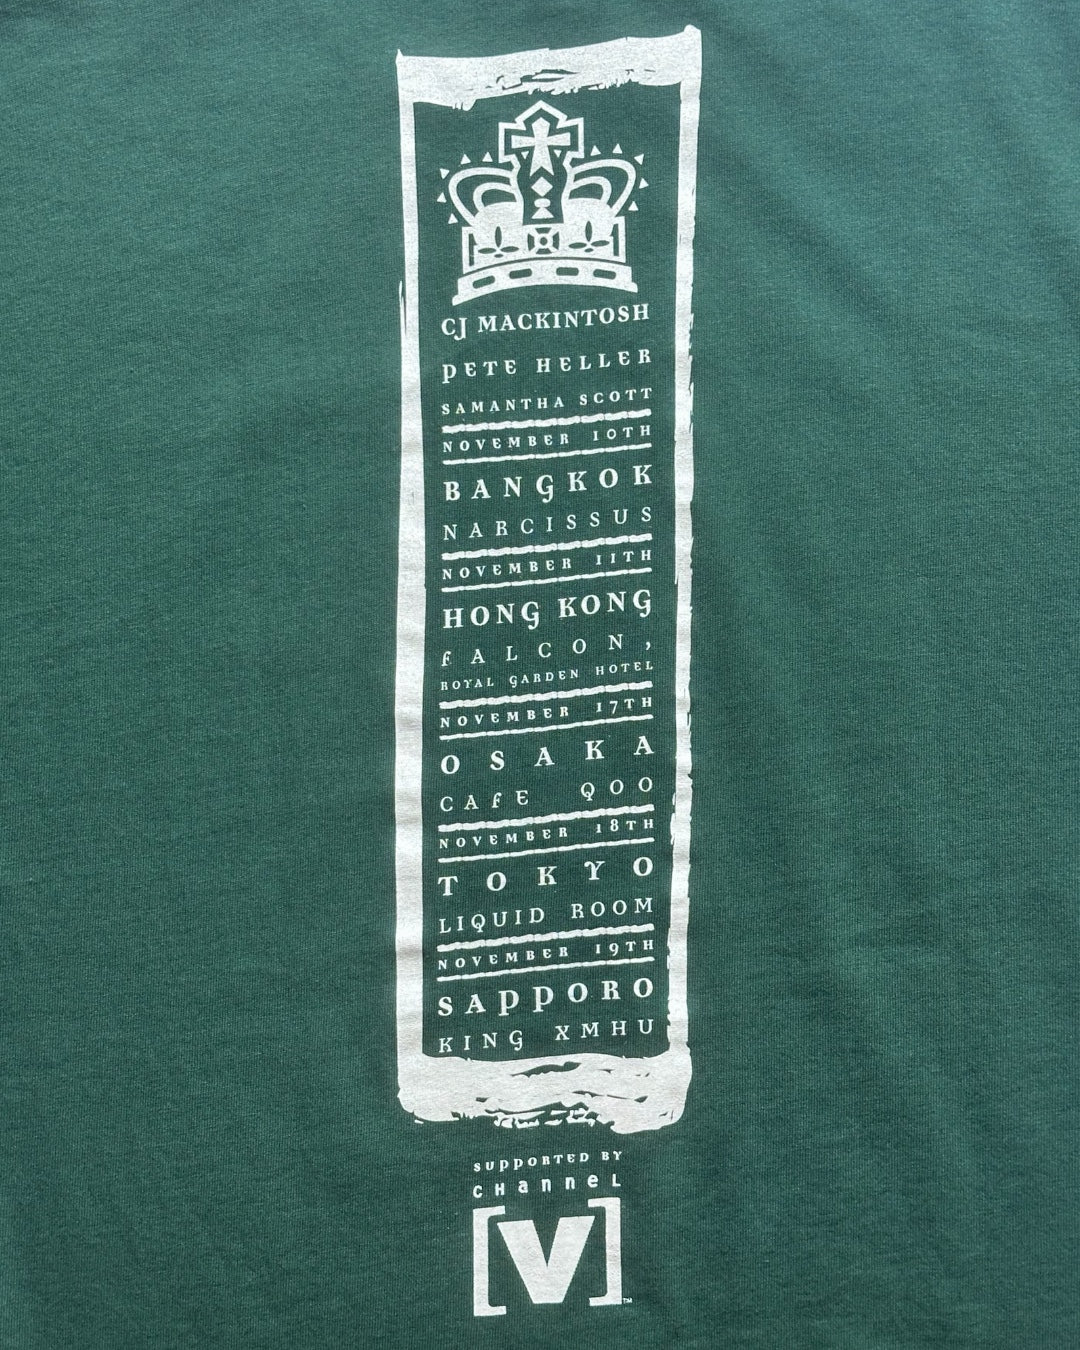 CJ MACKINTOSH
PETE HELLER
SAMANTHA SCOTT
NOVEMBER 10TH
BANGKOK
NARCISSUS
NOVEMBER 11TH
HONG KONG
FALCON,
ROYAL GARDEN HOTEL
NOVEMBER 17TH
OSAKA
CAFE QOO
NOVEMBER 18TH
TOKYO
LIQUID ROOM
NOVEMBER 19TH
SAPPORO
KING XMHU
SUPPORTED BY
CHanneL
[V]™